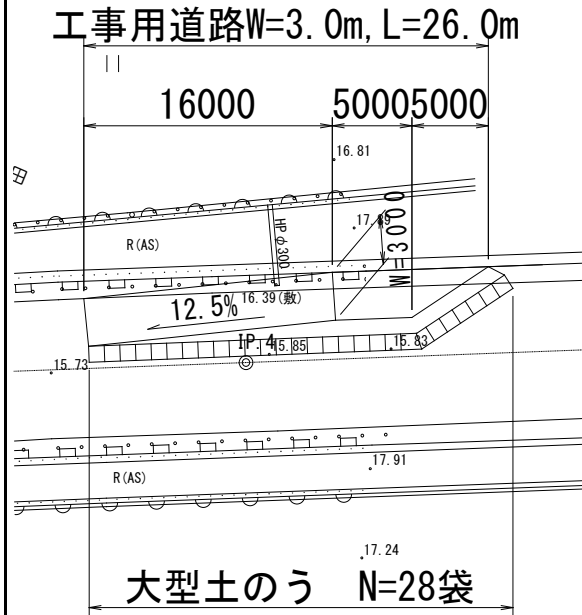 工事用道路W=3.0m,L=26.0m
16000 5000 5000
16.81
田
17.89
W=3000
R(AS)
HPφ300
16.39(敷)
12.5%
IP.4
15.85
15.83
15.73
17.91
R(AS)
17.24
大型土のう N=28袋